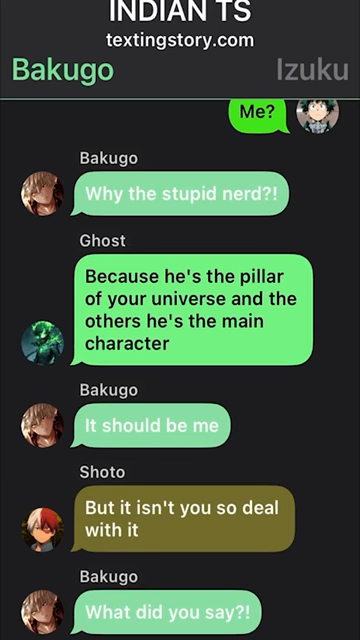 INDIAN TS
textingstory.com
Bakugo
Izuku
Me?
Bakugo
Why the stupid nerd?!
Ghost
Because he's the pillar
of your universe and the
others he's the main
character
Bakugo
It should be me
Shoto
But it isn't you so deal
with it
Bakugo
What did you say?!